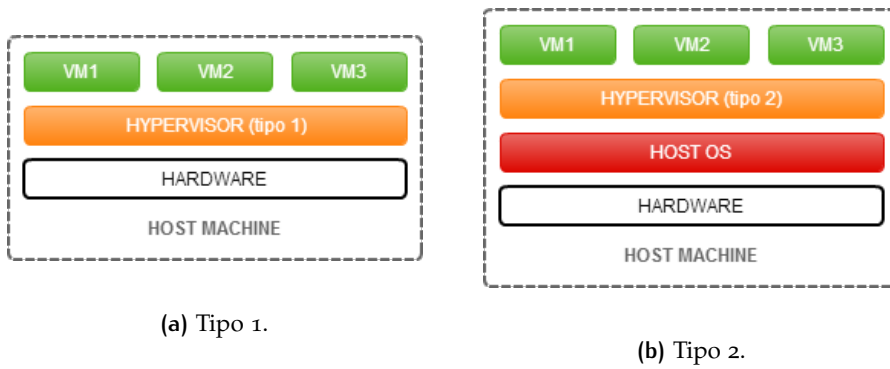 VM1 VM2 VM3
HYPERVISOR (tipo 1)
HARDWARE
HOST MACHINE
(a) Tipo 1.
VM1 VM2 VM3
HYPERVISOR (tipo 2)
HOST OS
HARDWARE
HOST MACHINE
(b) Tipo 2.